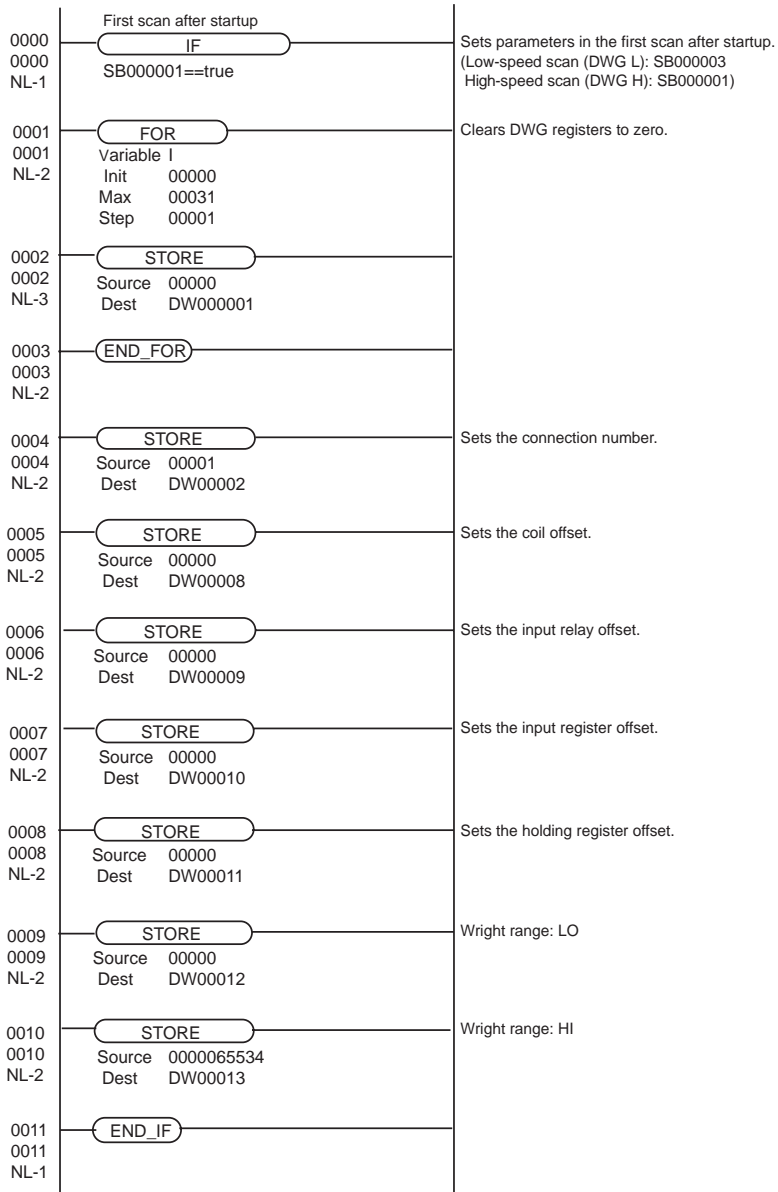 First scan after startup
0000
0000
NL-1
IF
SB000001==true
Sets parameters in the first scan after startup.
(Low-speed scan (DWG L): SB000003
High-speed scan (DWG H): SB000001)
0001
0001
NL-2
FOR
Variable I
Init 00000
Max 00031
Step 00001
Clears DWG registers to zero.
0002
0002
NL-3
STORE
Source 00000
Dest DW000001
0003
0003
NL-2
END_FOR
0004
0004
NL-2
STORE
Source 00001
Dest DW00002
Sets the connection number.
0005
0005
NL-2
STORE
Source 00000
Dest DW00008
Sets the coil offset.
0006
0006
NL-2
STORE
Source 00000
Dest DW00009
Sets the input relay offset.
0007
0007
NL-2
STORE
Source 00000
Dest DW00010
Sets the input register offset.
0008
0008
NL-2
STORE
Source 00000
Dest DW00011
Sets the holding register offset.
0009
0009
NL-2
STORE
Source 00000
Dest DW00012
Wright range: LO
0010
0010
NL-2
STORE
Source 0000065534
Dest DW00013
Wright range: HI
0011
0011
NL-1
END_IF